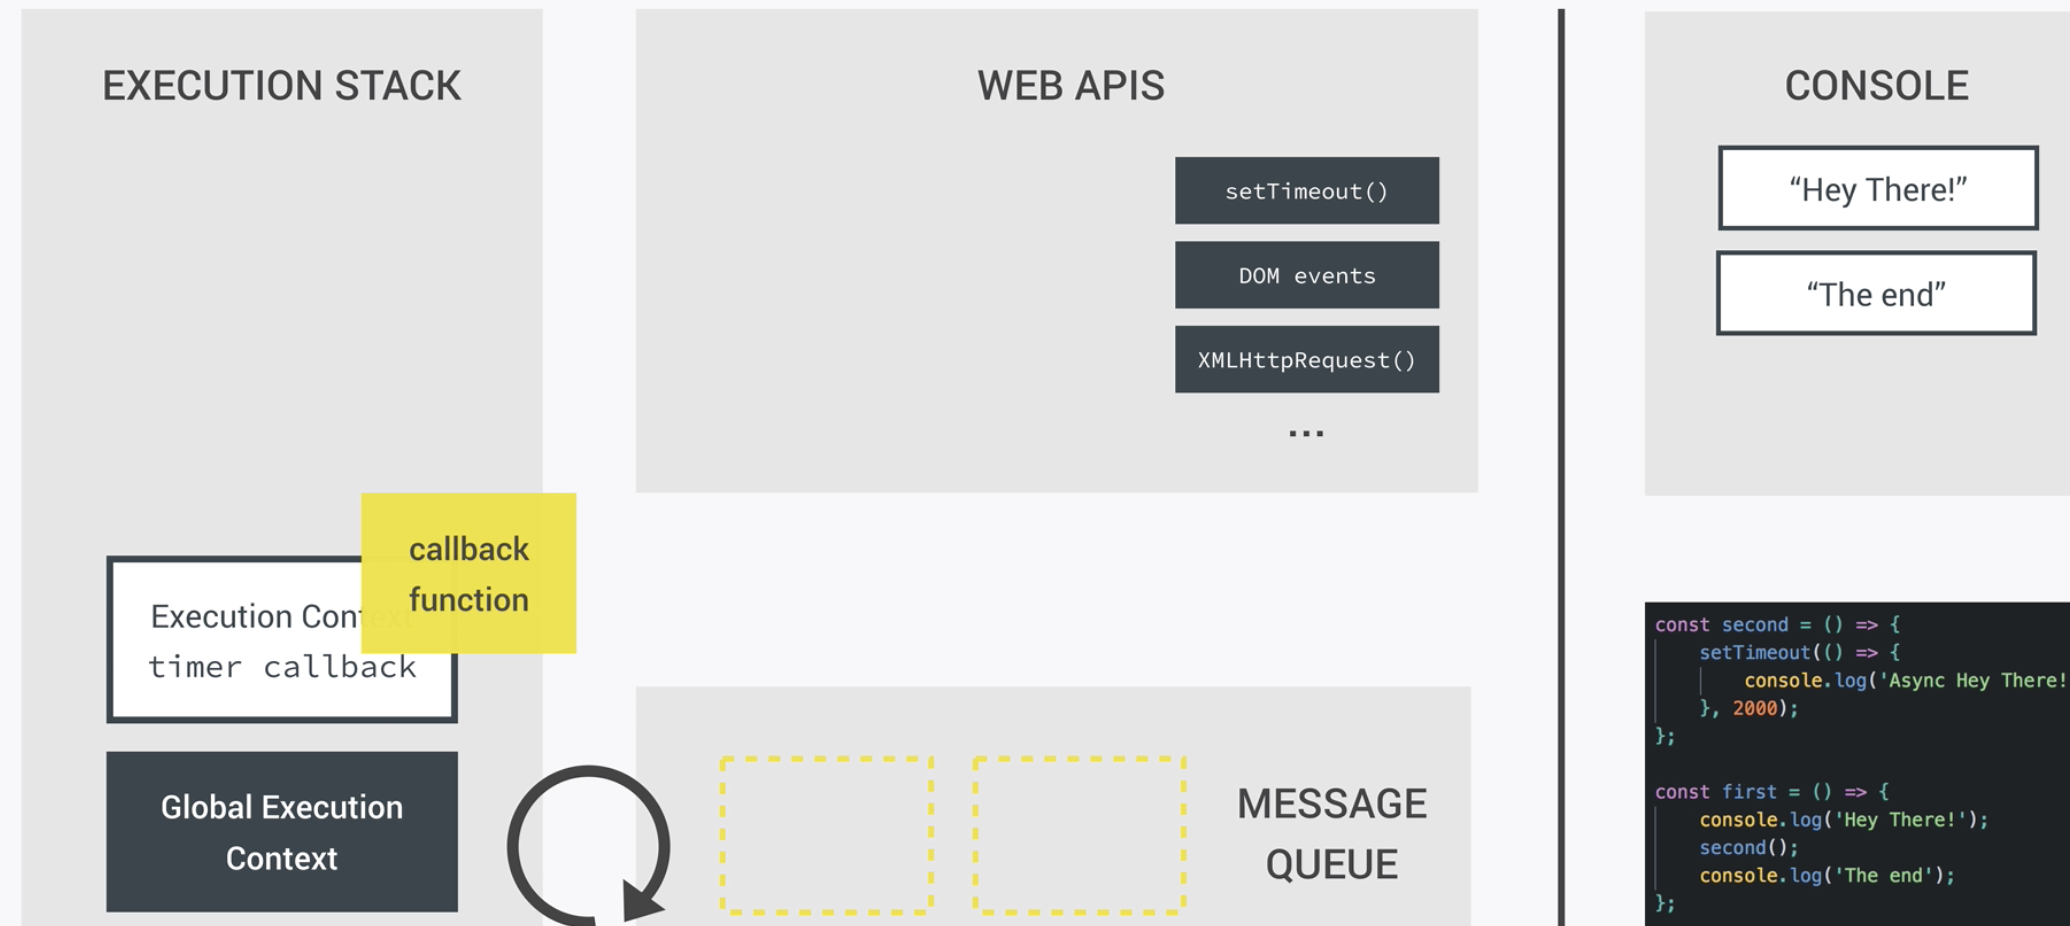 EXECUTION STACK
WEB APIS
setTimeout()
DOM events
XMLHttpRequest()
...
CONSOLE
“Hey There!”
“The end”
callback
function
Execution Context
timer callback
Global Execution
Context
MESSAGE
QUEUE
const second = () => {
setTimeout(() => {
console.log('Async Hey There!
}, 2000);
};
const first = () => {
console.log('Hey There!');
second();
console.log('The end');
};